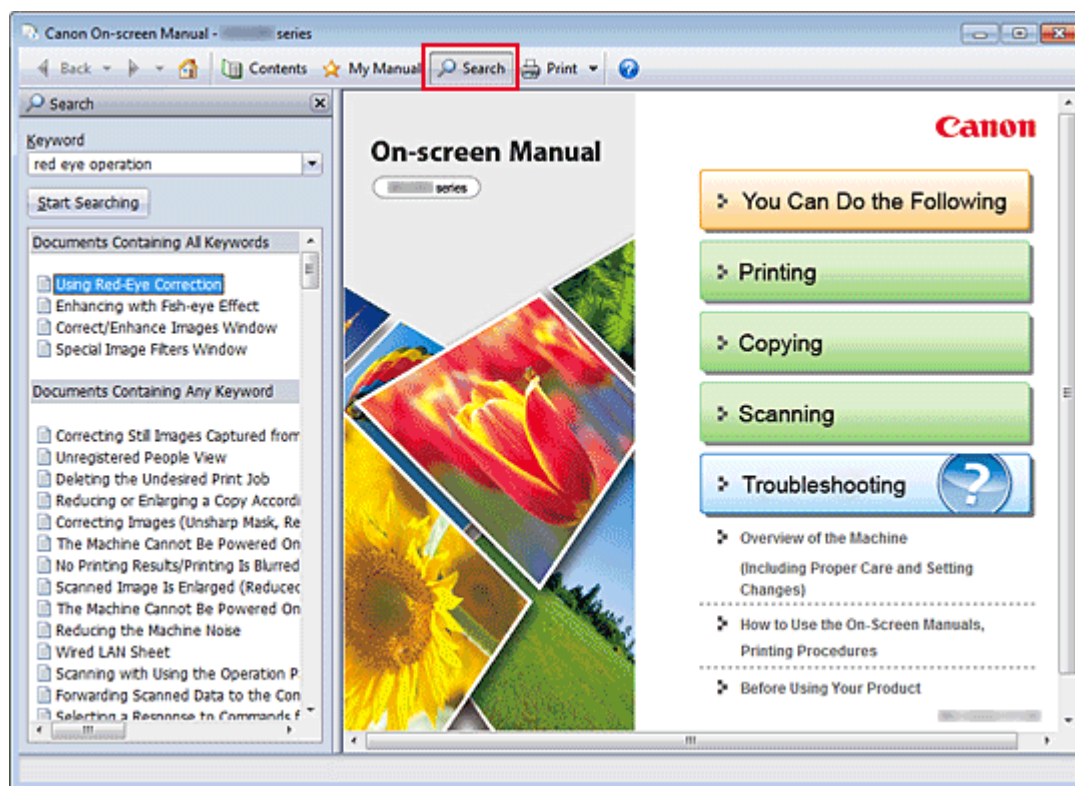 Canon On-screen Manual - series
Back
Contents
My Manual
Search
Print
Search
Keyword
red eye operation
Start Searching
Documents Containing All Keywords
Using Red-Eye Correction
Enhancing with Fish-eye Effect
Correct/Enhance Images Window
Special Image Filters Window
Documents Containing Any Keyword
Correcting Still Images Captured from
Unregistered People View
Deleting the Undesired Print Job
Reducing or Enlarging a Copy Accordi
Correcting Images (Unsharp Mask, Re
The Machine Cannot Be Powered On
No Printing Results/Printing Is Blurred
Scanned Image Is Enlarged (Reduced
The Machine Cannot Be Powered On
Reducing the Machine Noise
Wired LAN Sheet
Scanning with Using the Operation P
Forwarding Scanned Data to the Con
Selecting a Response to Commands f
On-screen Manual
series
Canon
You Can Do the Following
Printing
Copying
Scanning
Troubleshooting
?
Overview of the Machine
(Including Proper Care and Setting
Changes)
How to Use the On-Screen Manuals,
Printing Procedures
Before Using Your Product